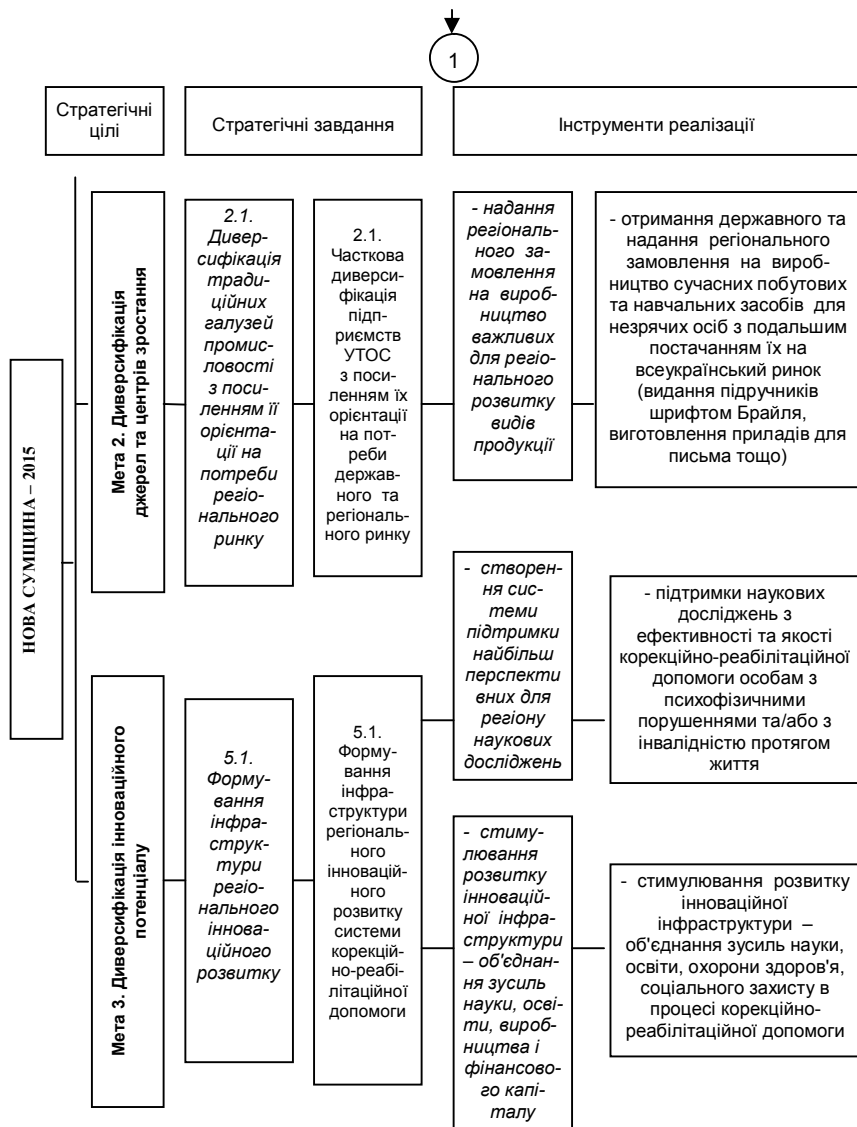 1
Стратегічні
цілі
Стратегічні завдання
Інструменти реалізації
НОВА СУМЩИНА – 2015
Мета 2. Диверсифікація
джерел та центрів зростання
2.1.
Дивер-
сифікація
тради-
ційних
галузей
промис-
ловості
з поси-
ленням її
орієнта-
ції на
потреби
регіо-
нального
ринку
2.1.
Часткова
диверси-
фікація
підп-
риємств
УТОС
з поси-
ленням їх
орієнтації
на пот-
реби
держав-
ного та
регіональ-
ного ринку
- надання
регіональ-
ного за-
мовлення
на вироб-
ництво
важливих
для регіо-
нального
розвитку
видів
продукції
- отримання державного та
надання регіонального
замовлення на вироб-
ництво сучасних побутових
та навчальних засобів для
незрячих осіб з подальшим
постачанням їх на
всеукраїнський ринок
(видання підручників
шрифтом Брайля,
виготовлення приладів для
письма тощо)
Мета 3. Диверсифікація інноваційного
потенціалу
5.1.
Форму-
вання
інфра-
струк-
тури
регіо-
нального
іннова-
ційного
розвитку
5.1.
Форму-
вання
інфра-
структури
регіональ-
ного
інновацій-
ного
розвитку
системи
корекцій-
но-реабі-
літаційної
допомоги
- створен-
ня сис-
теми
підтримки
найбільш
перспекти
вних для
регіону
наукових
досліджень
- підтримки наукових
досліджень з
ефективності та якості
корекційно-реабілітаційної
допомоги особам з
психофізичними
порушеннями та/або з
інвалідністю протягом
життя
- стиму-
лювання
розвитку
інновацій-
ної інфра-
структури
– об'єднан-
ня зусиль
науки, осві-
ти, вироб-
ництва і
фінансово-
го капі-
талу
- стимулювання розвитку
інноваційної
інфраструктури –
об'єднання зусиль науки,
освіти, охорони здоров'я,
соціального захисту в
процесі корекційно-
реабілітаційної допомоги